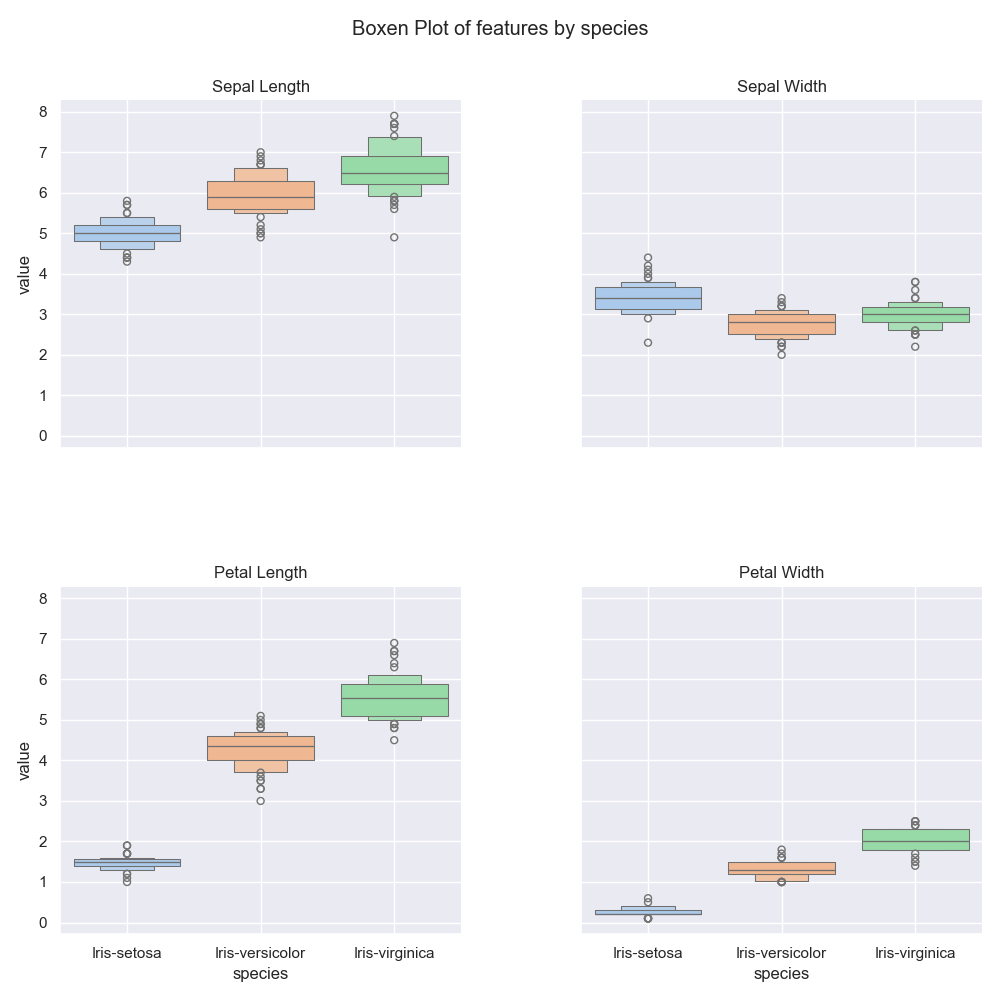 Boxen Plot of features by species
Sepal Length
Sepal Width
8
7
6
5
4
3
2
1
0
value
Petal Length
Petal Width
8
7
6
5
4
3
2
1
0
value
Iris-setosa Iris-versicolor Iris-virginica
species
Iris-setosa Iris-versicolor Iris-virginica
species